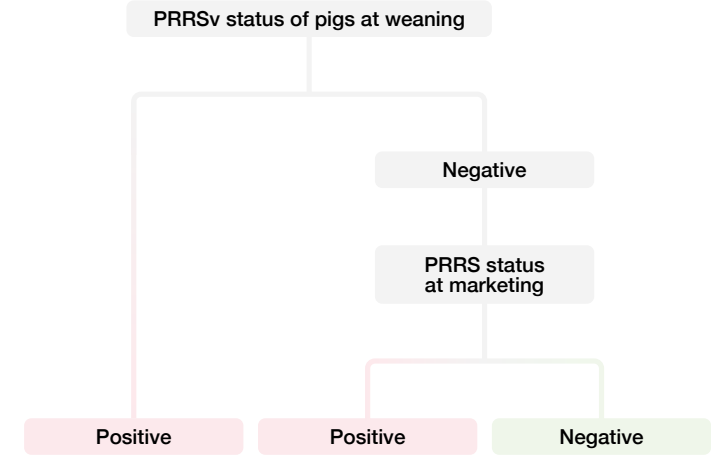 PRRSv status of pigs at weaning
Negative
PRRS status
at marketing
Positive
Positive
Negative